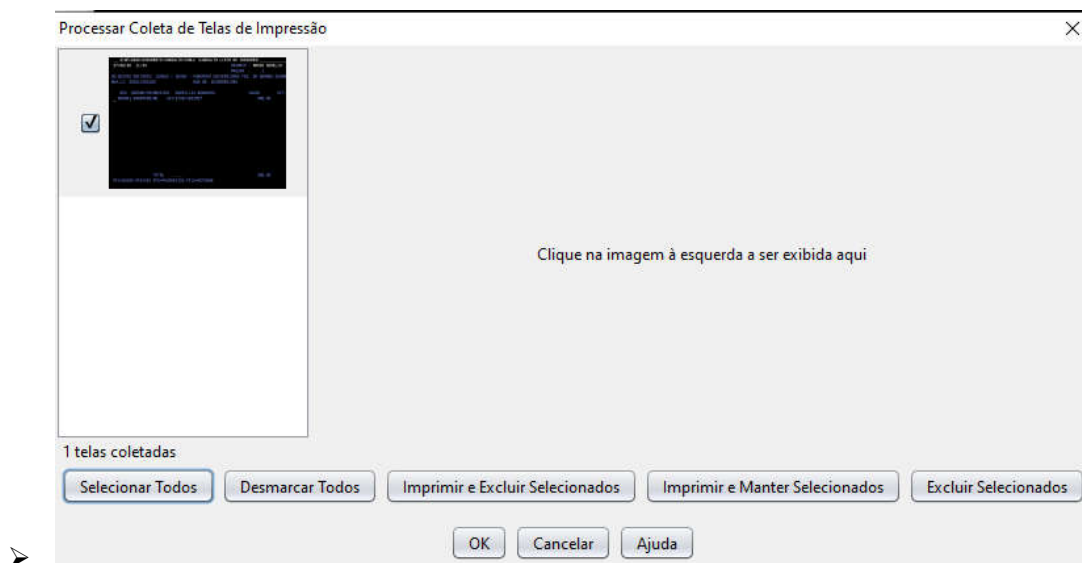 Processar Coleta de Telas de Impressão
Clique na imagem à esquerda a ser exibida aqui
1 telas coletadas
Selecionar Todos
Desmarcar Todos
Imprimir e Excluir Selecionados
Imprimir e Manter Selecionados
Excluir Selecionados
OK
Cancelar
Ajuda